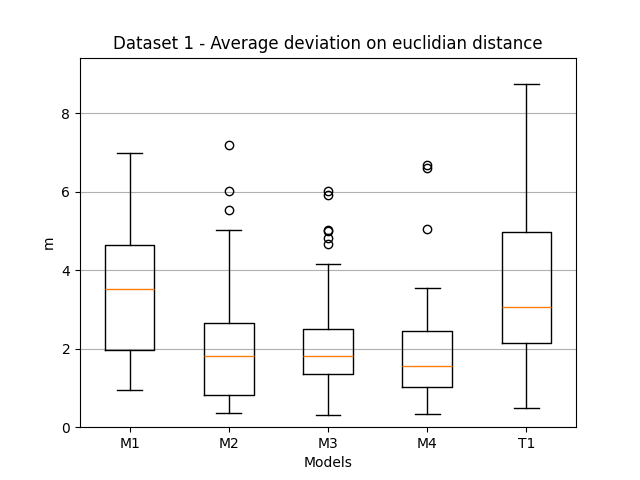 Dataset 1 - Average deviation on euclidian distance
8
6
4
2
0
m
M1 M2 M3 M4 T1
Models